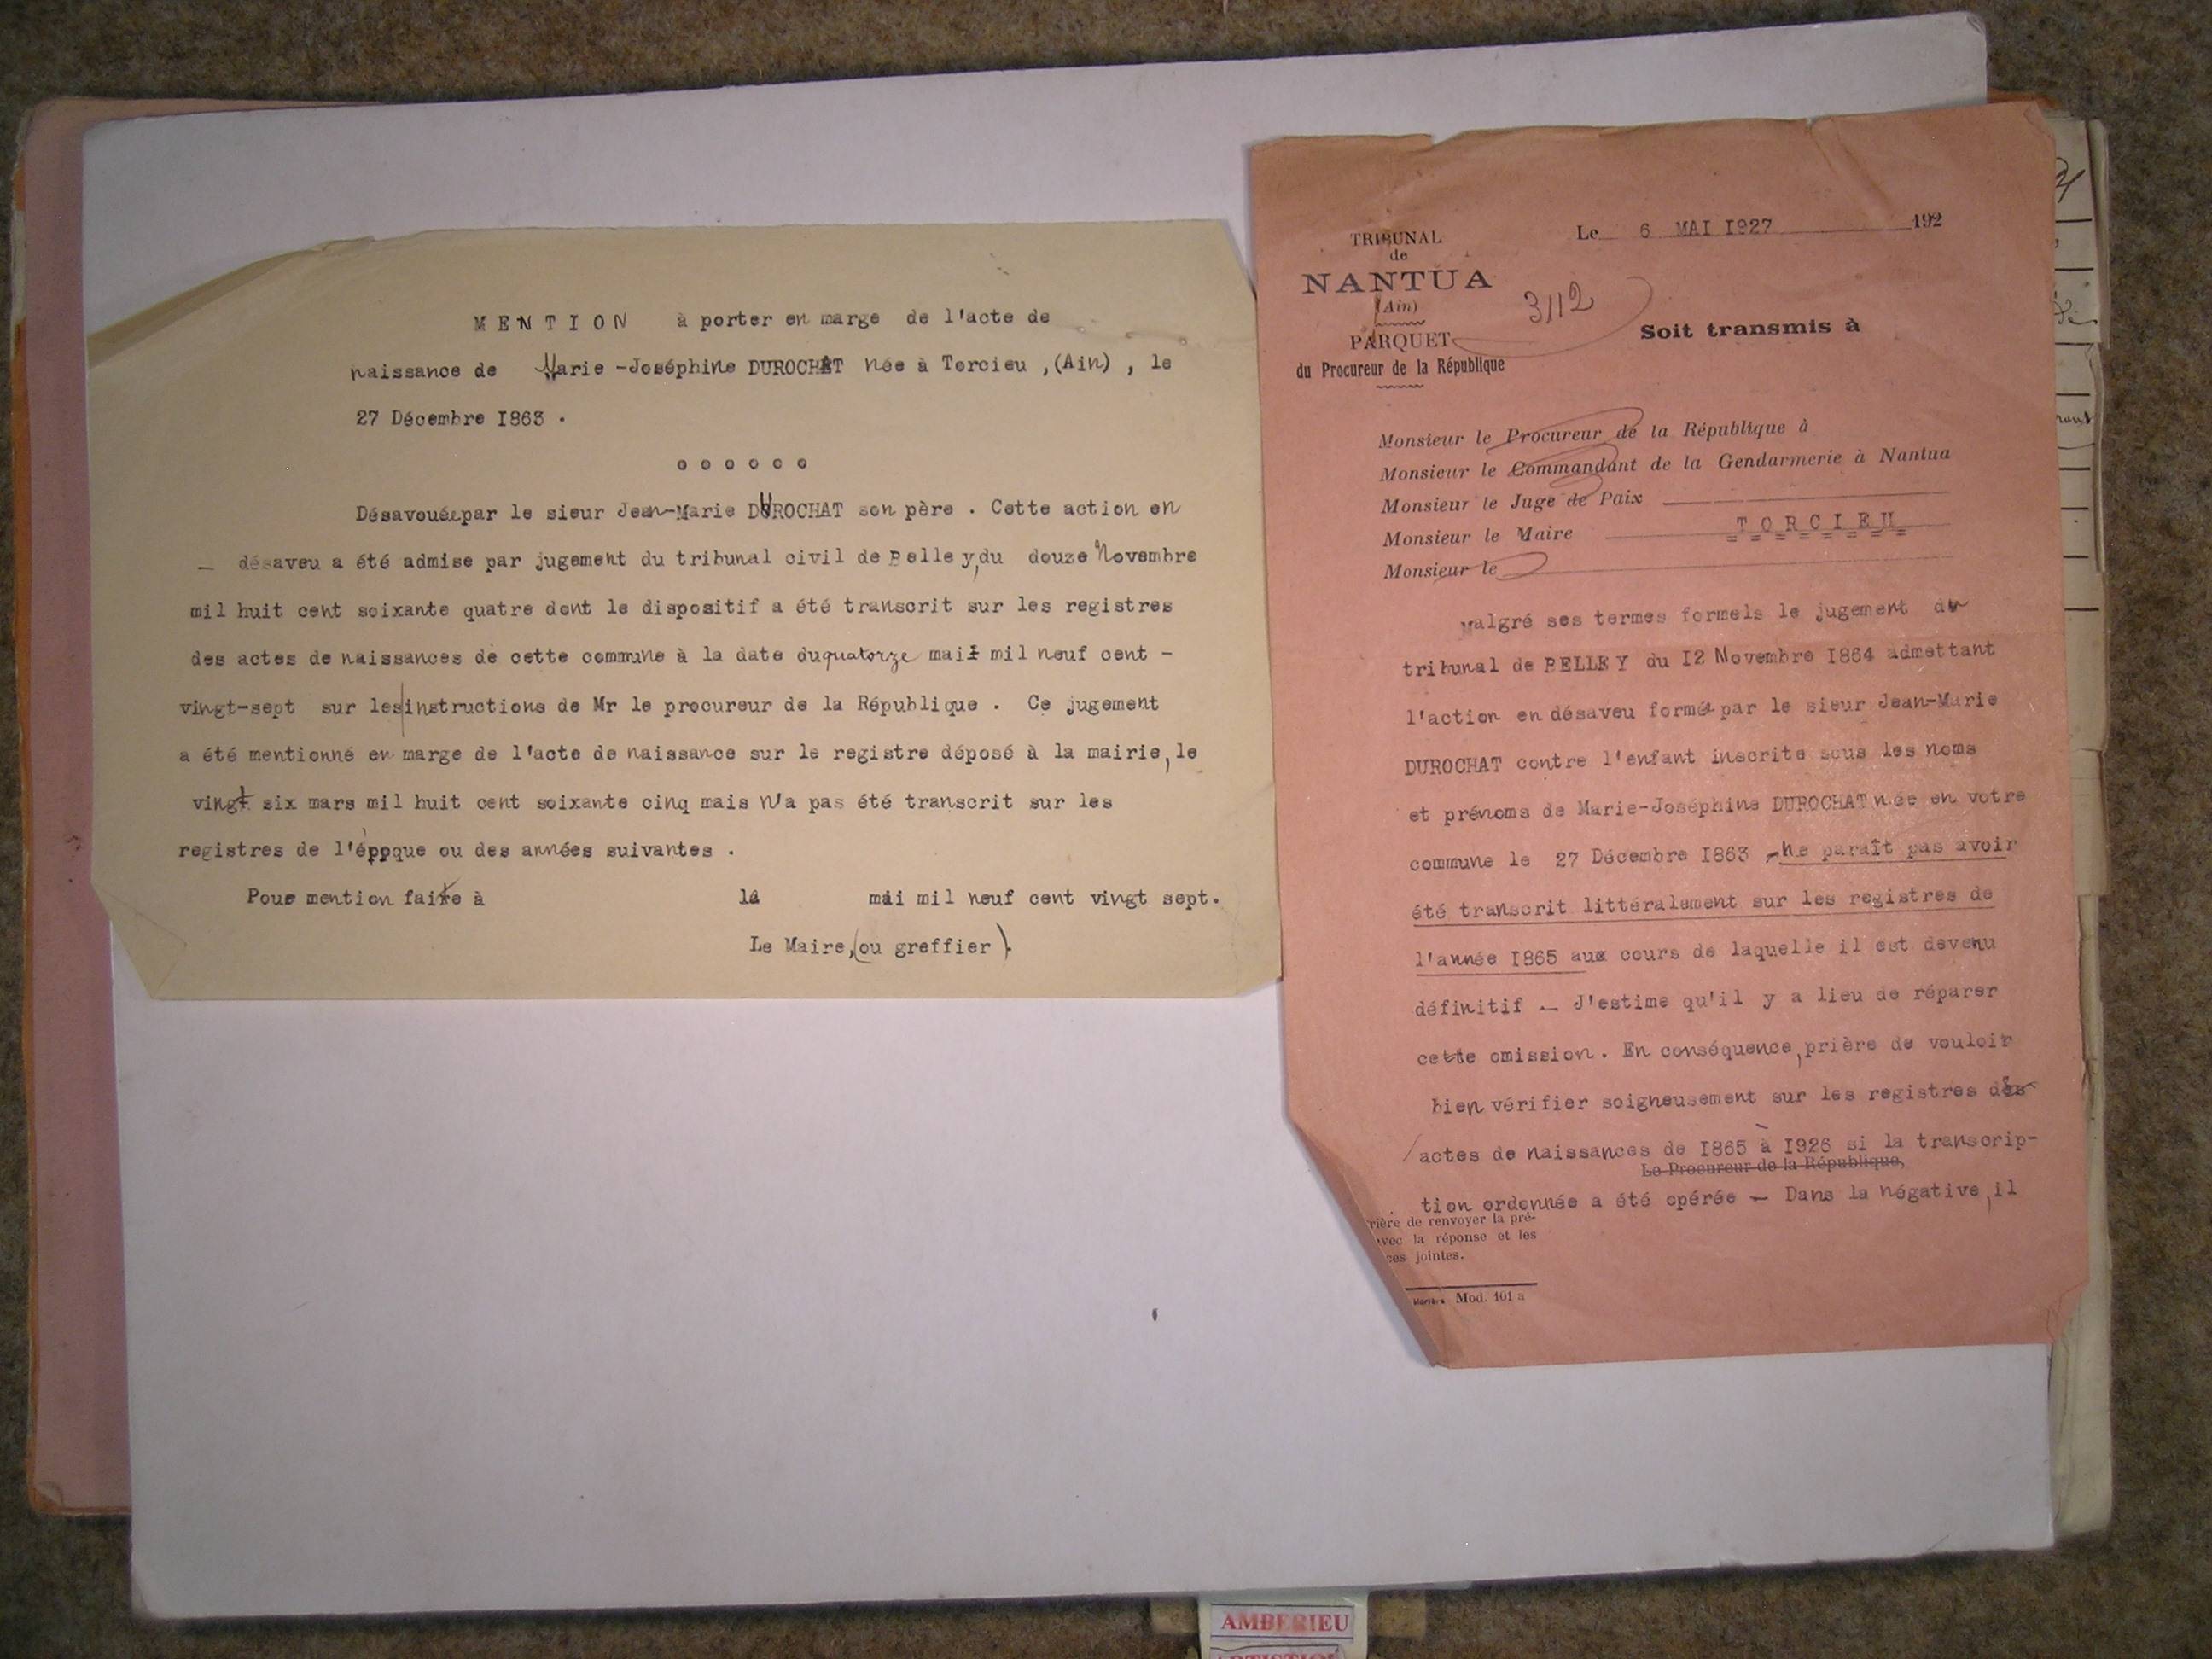 MENTION à porter en marge de l'acte de
naissance de Marie-Joséphine DUROCHAT née à Torcieu, (Ain), le
27 Décembre 1863.
o o o o o o
Désavouée par le sieur Jean-Marie DUROCHAT son père. Cette action en
_ désaveu a été admise par jugement du tribunal civil de Belley, du douze Novembre
mil huit cent soixante quatre dont le dispositif a été transcrit sur les registres
des actes de naissances de cette commune à la date du quatorze mai mil neuf cent -
vingt-sept sur les instructions de Mr le procureur de la République. Ce jugement
a été mentionné en marge de l'acte de naissance sur le registre déposé à la mairie, le
vingt six mars mil huit cent soixante cinq mais n'a pas été transcrit sur les
registres de l'époque ou des années suivantes.
Pour mention faite à le mai mil neuf cent vingt sept.
Le Maire, (ou greffier).
TRIBUNAL
de
NANTUA
(Ain)
PARQUET
du Procureur de la République
Le 6 MAI 1927 192
3112
Soit transmis à
Monsieur le Procureur de la République à
Monsieur le Commandant de la Gendarmerie à Nantua
Monsieur le Juge de Paix
Monsieur le Maire TORCIEU
Monsieur le
Malgré ses termes formels le jugement du
tribunal de BELLEY du 12 Novembre 1864 admettant
l'action en désaveu formée par le sieur Jean-Marie
DUROCHAT contre l'enfant inscrite sous les noms
et prénoms de Marie-Joséphine DUROCHAT née en votre
commune le 27 Décembre 1863 - ne paraît pas avoir
été transcrit littéralement sur les registres de
l'année 1865 aux cours de laquelle il est devenu
définitif - J'estime qu'il y a lieu de réparer
cette omission. En conséquence, prière de vouloir
bien vérifier soigneusement sur les registres des
actes de naissances de 1865 à 1926 si la transcrip-
Le Procureur de la République,
tion ordonnée a été opérée - Dans la négative, il
rière de renvoyer la pré-
avec la réponse et les
ces jointes.
Mod. 101 a
AMBERIEU